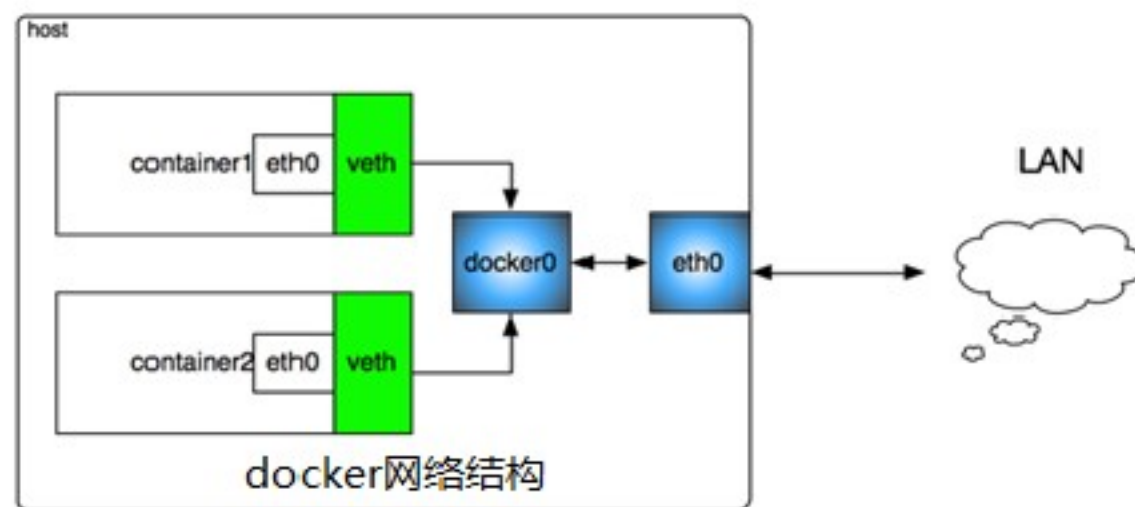 host
container1 eth0 veth
LAN
docker0 eth0
container2 eth0 veth
docker网络结构